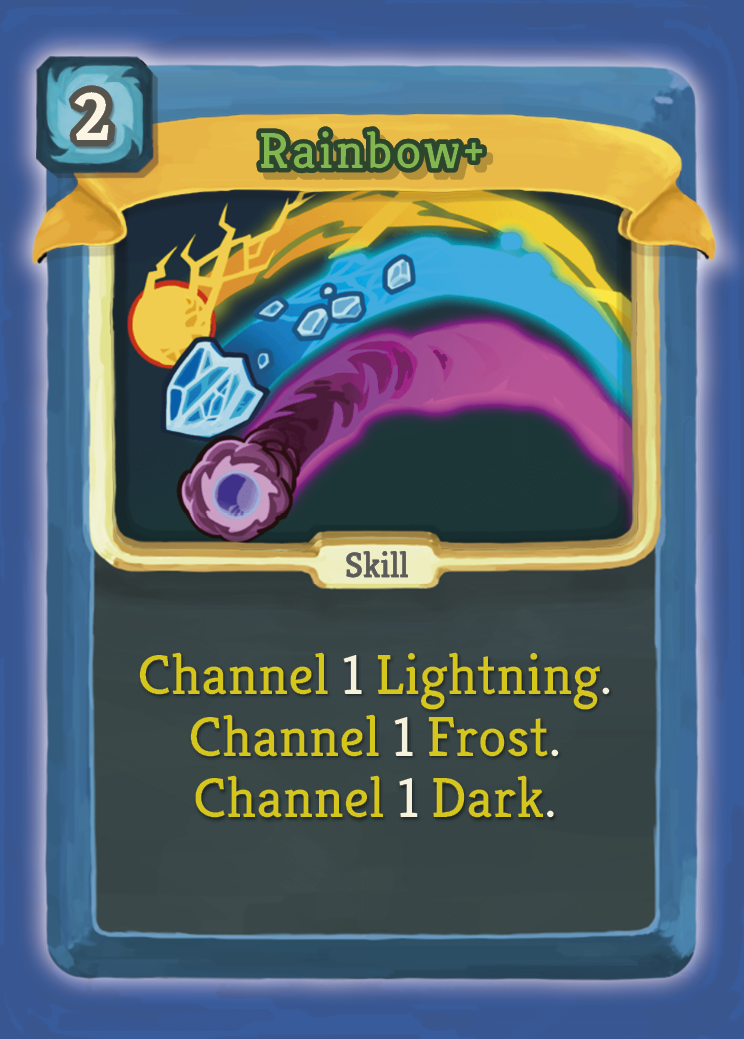 2
Rainbow+
Skill
Channel 1 Lightning.
Channel 1 Frost.
Channel 1 Dark.